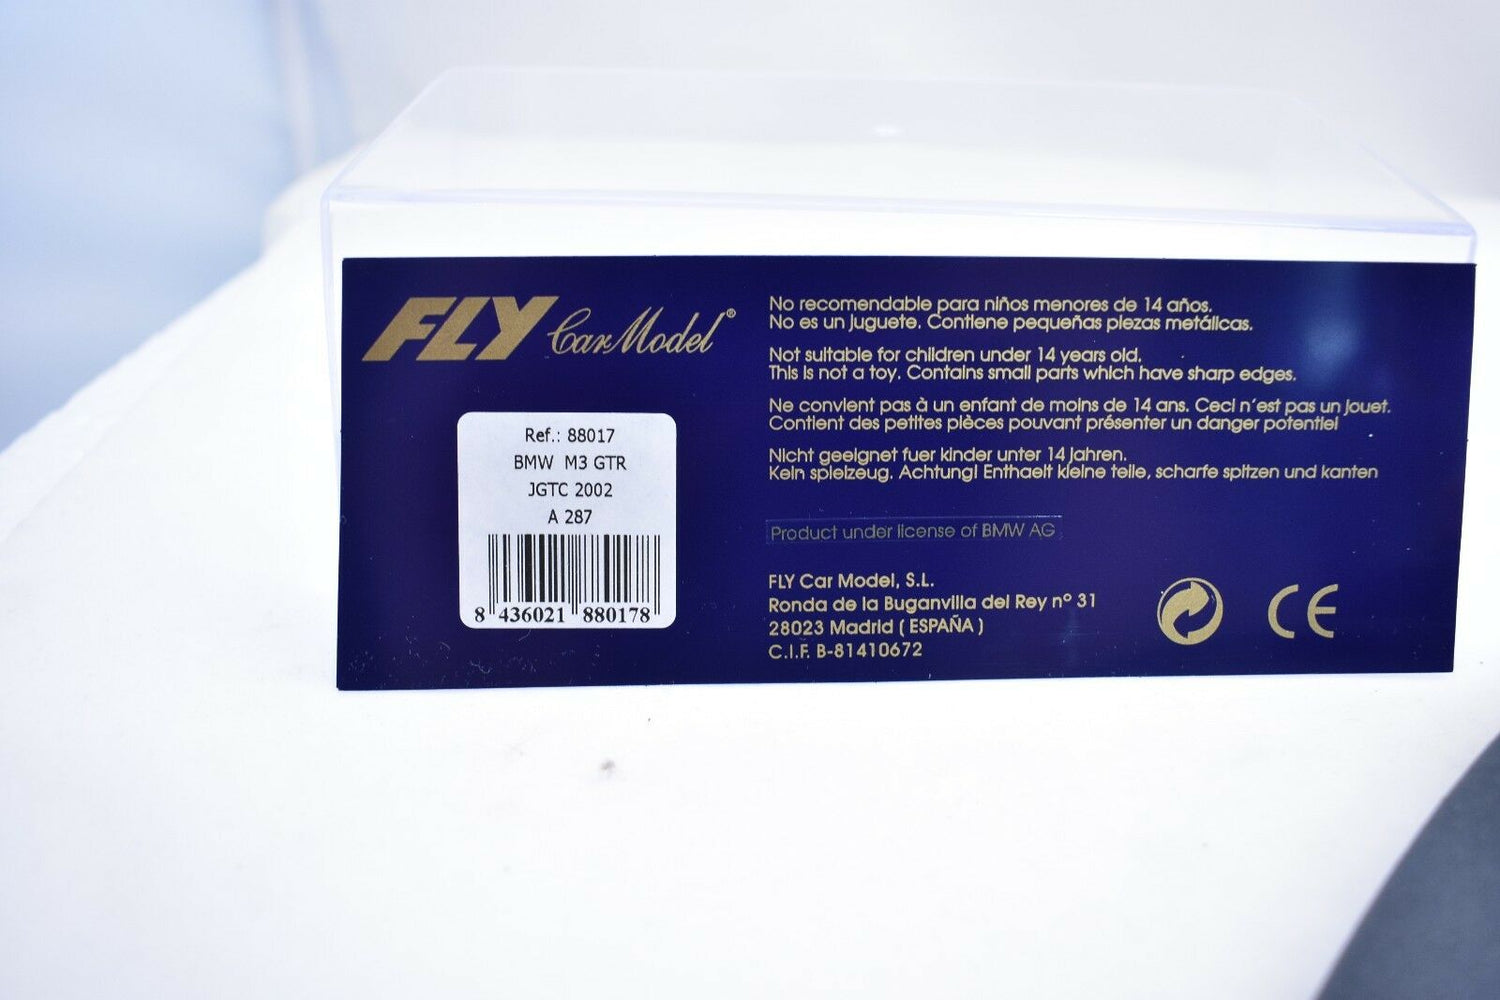 FLY Car Model®
Ref.: 88017
BMW M3 GTR
JGTC 2002
A 287
8 436021 880178
No recomendable para niños menores de 14 años.
No es un juguete. Contiene pequeñas piezas metálicas.
Not suitable for children under 14 years old.
This is not a toy. Contains small parts which have sharp edges.
Ne convient pas à un enfant de moins de 14 ans. Ceci n'est pas un jouet.
Contient des petites pièces pouvant présenter un danger potentiel
Nicht geeignet fuer kinder unter 14 jahren.
Kein spielzeug. Achtung! Enthaelt kleine teile, scharfe spitzen und kanten
Product under license of BMW AG
FLY Car Model, S.L.
Ronda de la Buganvilla del Rey nº 31
28023 Madrid ( ESPAÑA )
C.I.F. B-81410672
CE